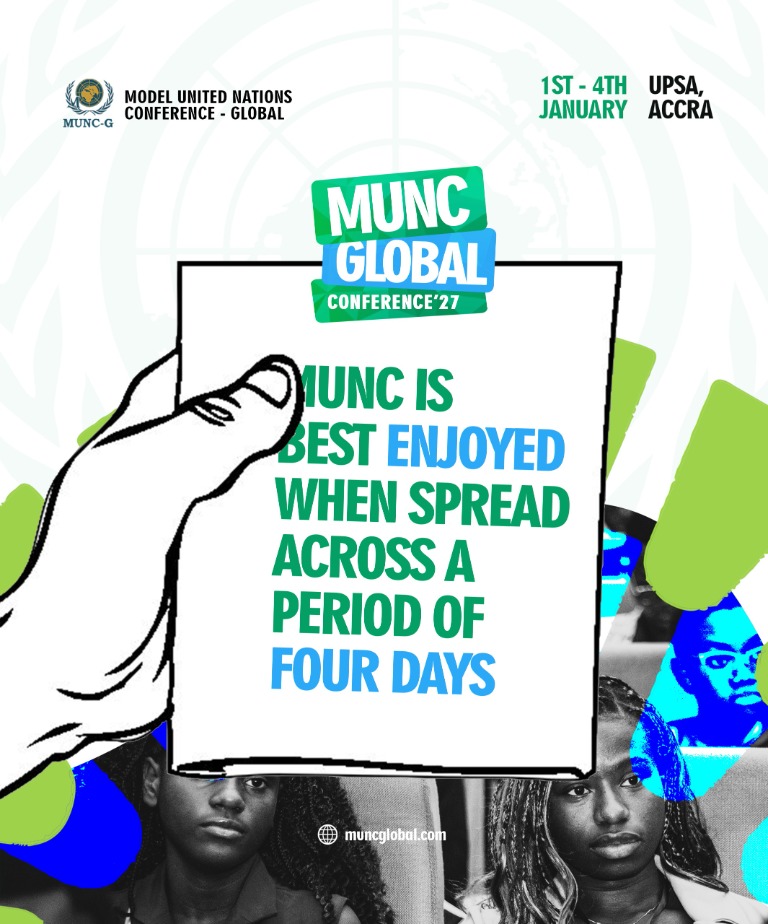 MUNC-G
MODEL UNITED NATIONS
CONFERENCE - GLOBAL
1ST - 4TH
JANUARY
UPSA,
ACCRA
MUNC
GLOBAL
CONFERENCE'27
MUNC IS
BEST ENJOYED
WHEN SPREAD
ACROSS A
PERIOD OF
FOUR DAYS
muncglobal.com